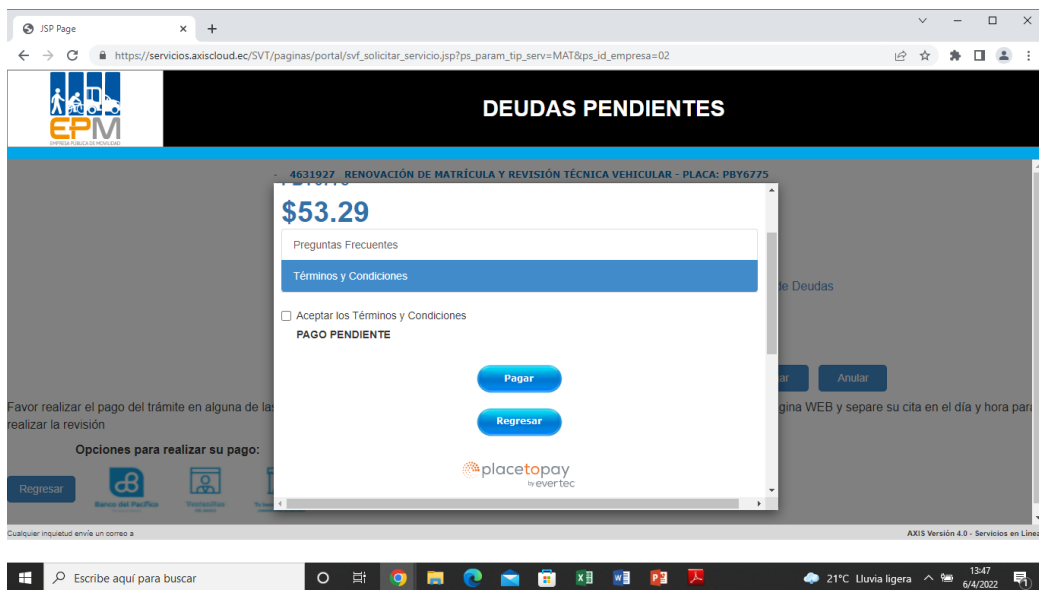 JSP Page
https://servicios.axiscloud.ec/SVT/paginas/portal/svf_solicitar_servicio.jsp?ps_param_tip_serv=MAT&ps_id_empresa=02
EPM
EMPRESA PÚBLICA DE MOVILIDAD
DEUDAS PENDIENTES
- 4631927 RENOVACIÓN DE MATRÍCULA Y REVISIÓN TÉCNICA VEHICULAR - PLACA: PBY6775
$53.29
Preguntas Frecuentes
Términos y Condiciones
de Deudas
Aceptar los Términos y Condiciones
PAGO PENDIENTE
Pagar
ar Anular
Favor realizar el pago del trámite en alguna de las
gina WEB y separe su cita en el día y hora para
realizar la revisión
Regresar
Opciones para realizar su pago:
placetopay
by evertec
Regresar
Banco del Pacífico
Cualquier inquietud envíe un correo a
AXIS Versión 4.0 - Servicios en Línea
Escribe aquí para buscar
21°C Lluvia ligera
13:47
6/4/2022
1